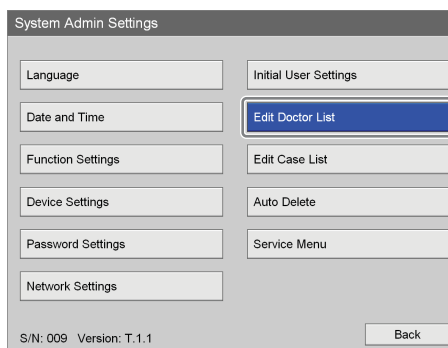 System Admin Settings
Language
Initial User Settings
Date and Time
Edit Doctor List
Function Settings
Edit Case List
Device Settings
Auto Delete
Password Settings
Service Menu
Network Settings
S/N: 009 Version: T.1.1
Back